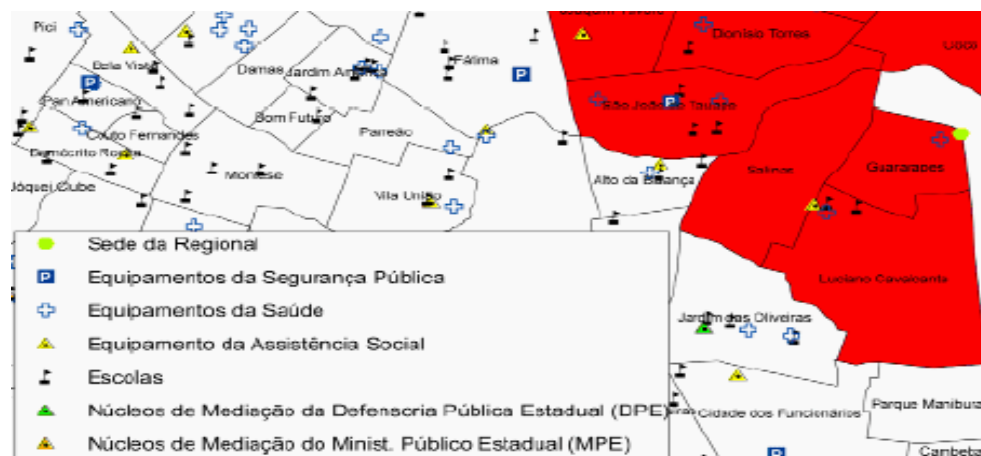 Dionísio Torres
Pici
Fátima
Bela Vista
Damas
Jardim América
Pan Americano
São João do Tauape
Bom Futuro
Couto Fernandes
Parreão
Demócrito Rocha
Guararapes
Salinas
Montese
Alto da Balança
Jóquei Clube
Vila União
Sede da Regional
Equipamentos da Segurança Pública
Luciano Cavalcante
Equipamentos da Saúde
Jardim das Oliveiras
Equipamento da Assistência Social
Escolas
Parque Manibura
Núcleos de Mediação da Defensoria Pública Estadual (DPE)
Cidade dos Funcionários
Núcleos de Mediação do Minist. Público Estadual (MPE)
P